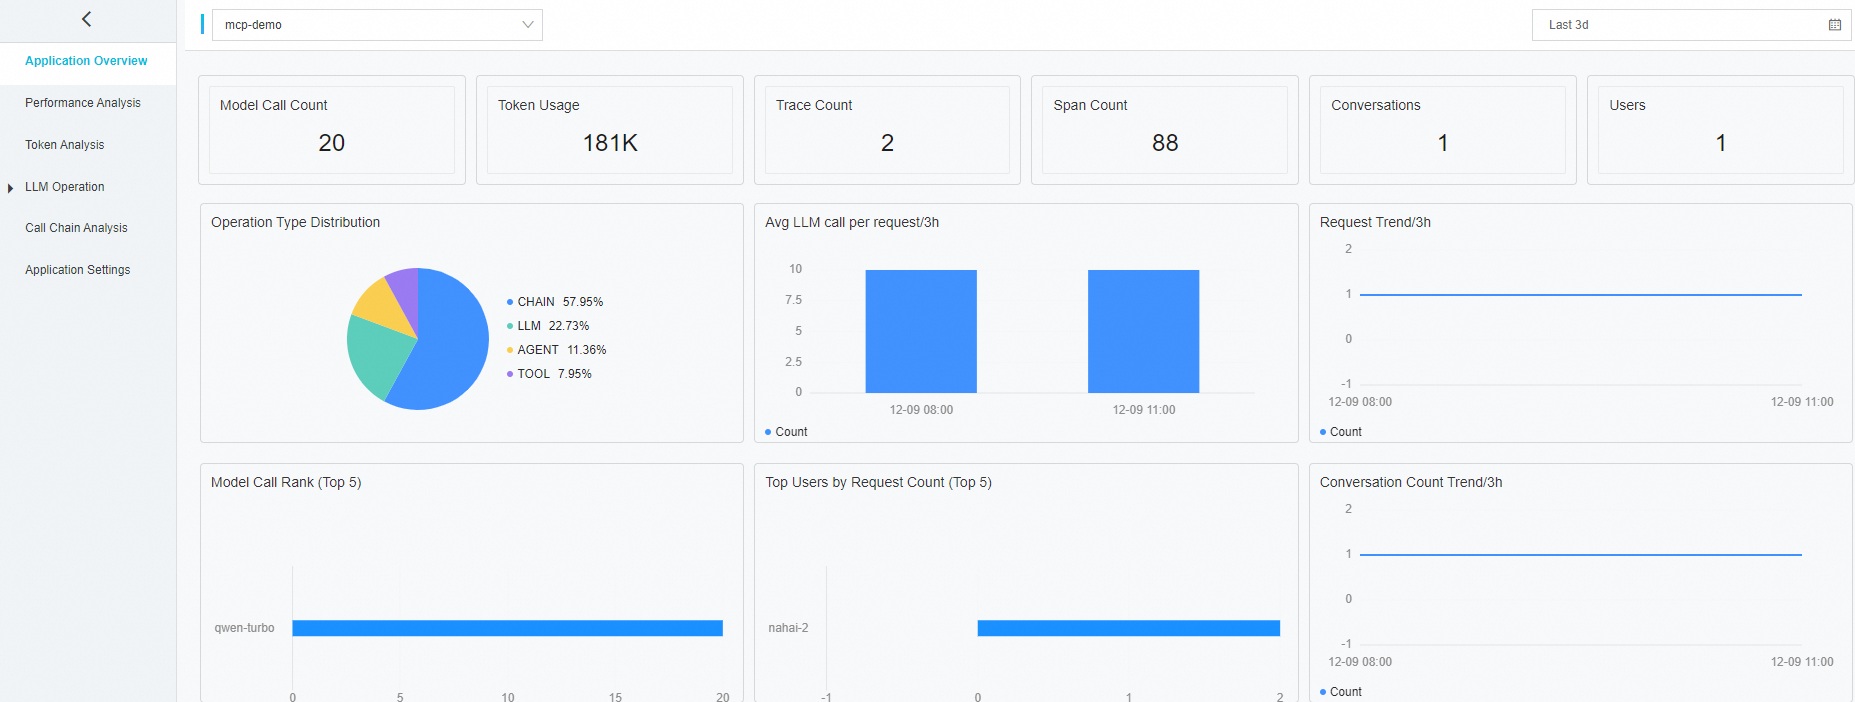 mcp-demo
Last 3d
Application Overview
Performance Analysis
Token Analysis
LLM Operation
Call Chain Analysis
Application Settings
Model Call Count
20
Token Usage
181K
Trace Count
2
Span Count
88
Conversations
1
Users
1
Operation Type Distribution
CHAIN 57.95%
LLM 22.73%
AGENT 11.36%
TOOL 7.95%
Avg LLM call per request/3h
10
7.5
5
2.5
0
12-09 08:00 12-09 11:00
Count
Request Trend/3h
2
1
0
-1
12-09 08:00 12-09 11:00
Count
Model Call Rank (Top 5)
qwen-turbo
0 5 10 15 20
Top Users by Request Count (Top 5)
nahai-2
-1 0 1 2
Conversation Count Trend/3h
2
1
0
-1
12-09 08:00 12-09 11:00
Count